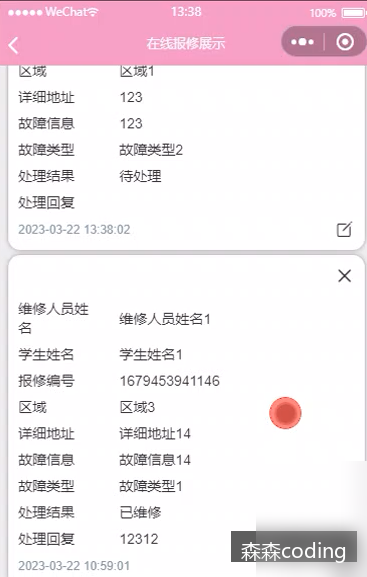 WeChat 13:38 100%
在线报修展示
区域 区域1
详细地址 123
故障信息 123
故障类型 故障类型2
处理结果 待处理
处理回复
2023-03-22 13:38:02
维修人员姓
名 维修人员姓名1
学生姓名 学生姓名1
报修编号 1679453941146
区域 区域3
详细地址 详细地址14
故障信息 故障信息14
故障类型 故障类型1
处理结果 已维修
处理回复 12312
2023-03-22 10:59:01
森森coding